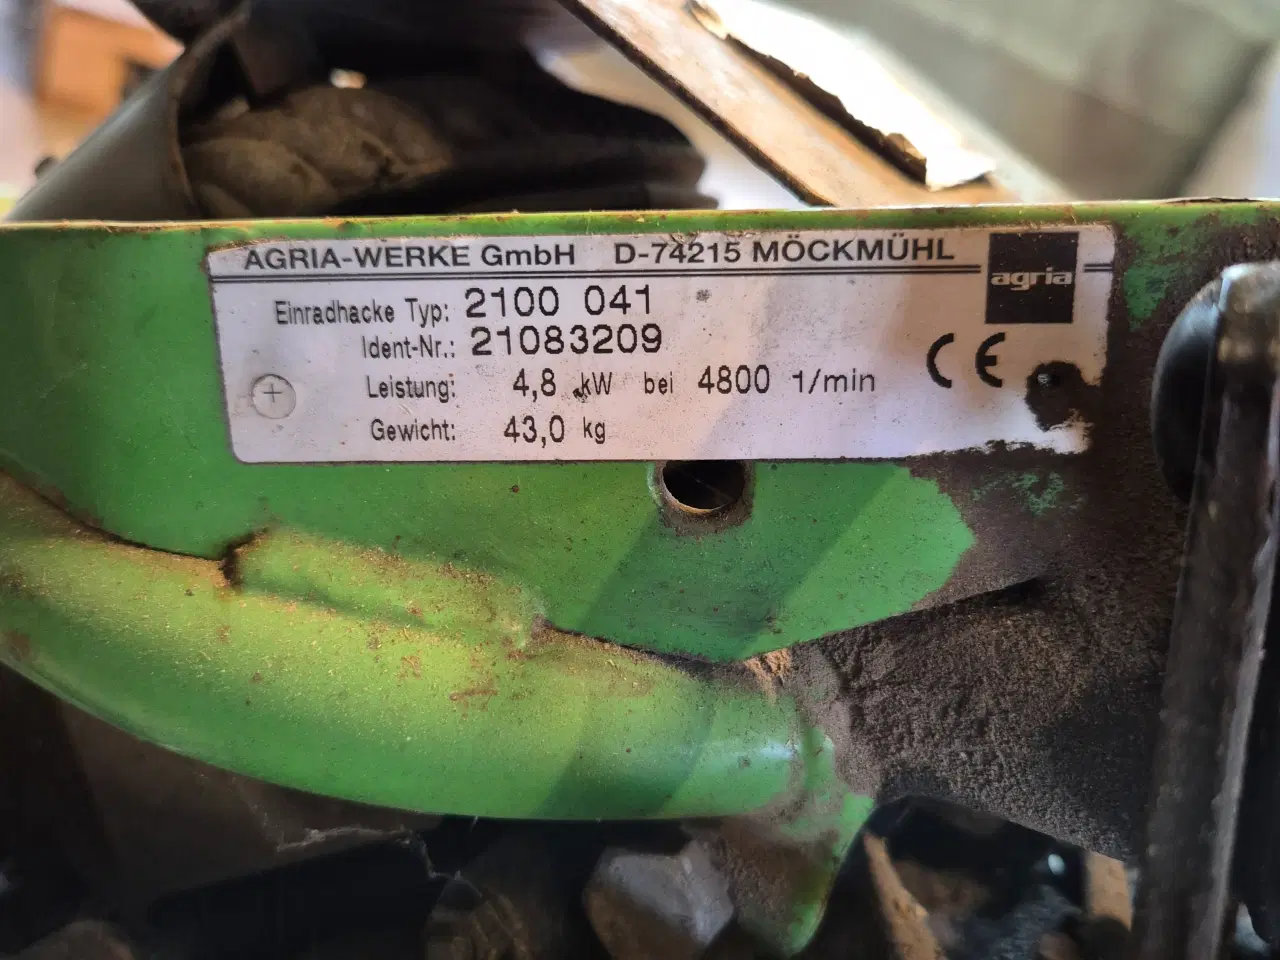 AGRIA-WERKE GmbH D-74215 MÖCKMÜHL
agria
Einradhacke Typ: 2100 041
Ident-Nr.: 21083209
Leistung: 4,8 kW bei 4800 1/min
CE
Gewicht: 43,0 kg